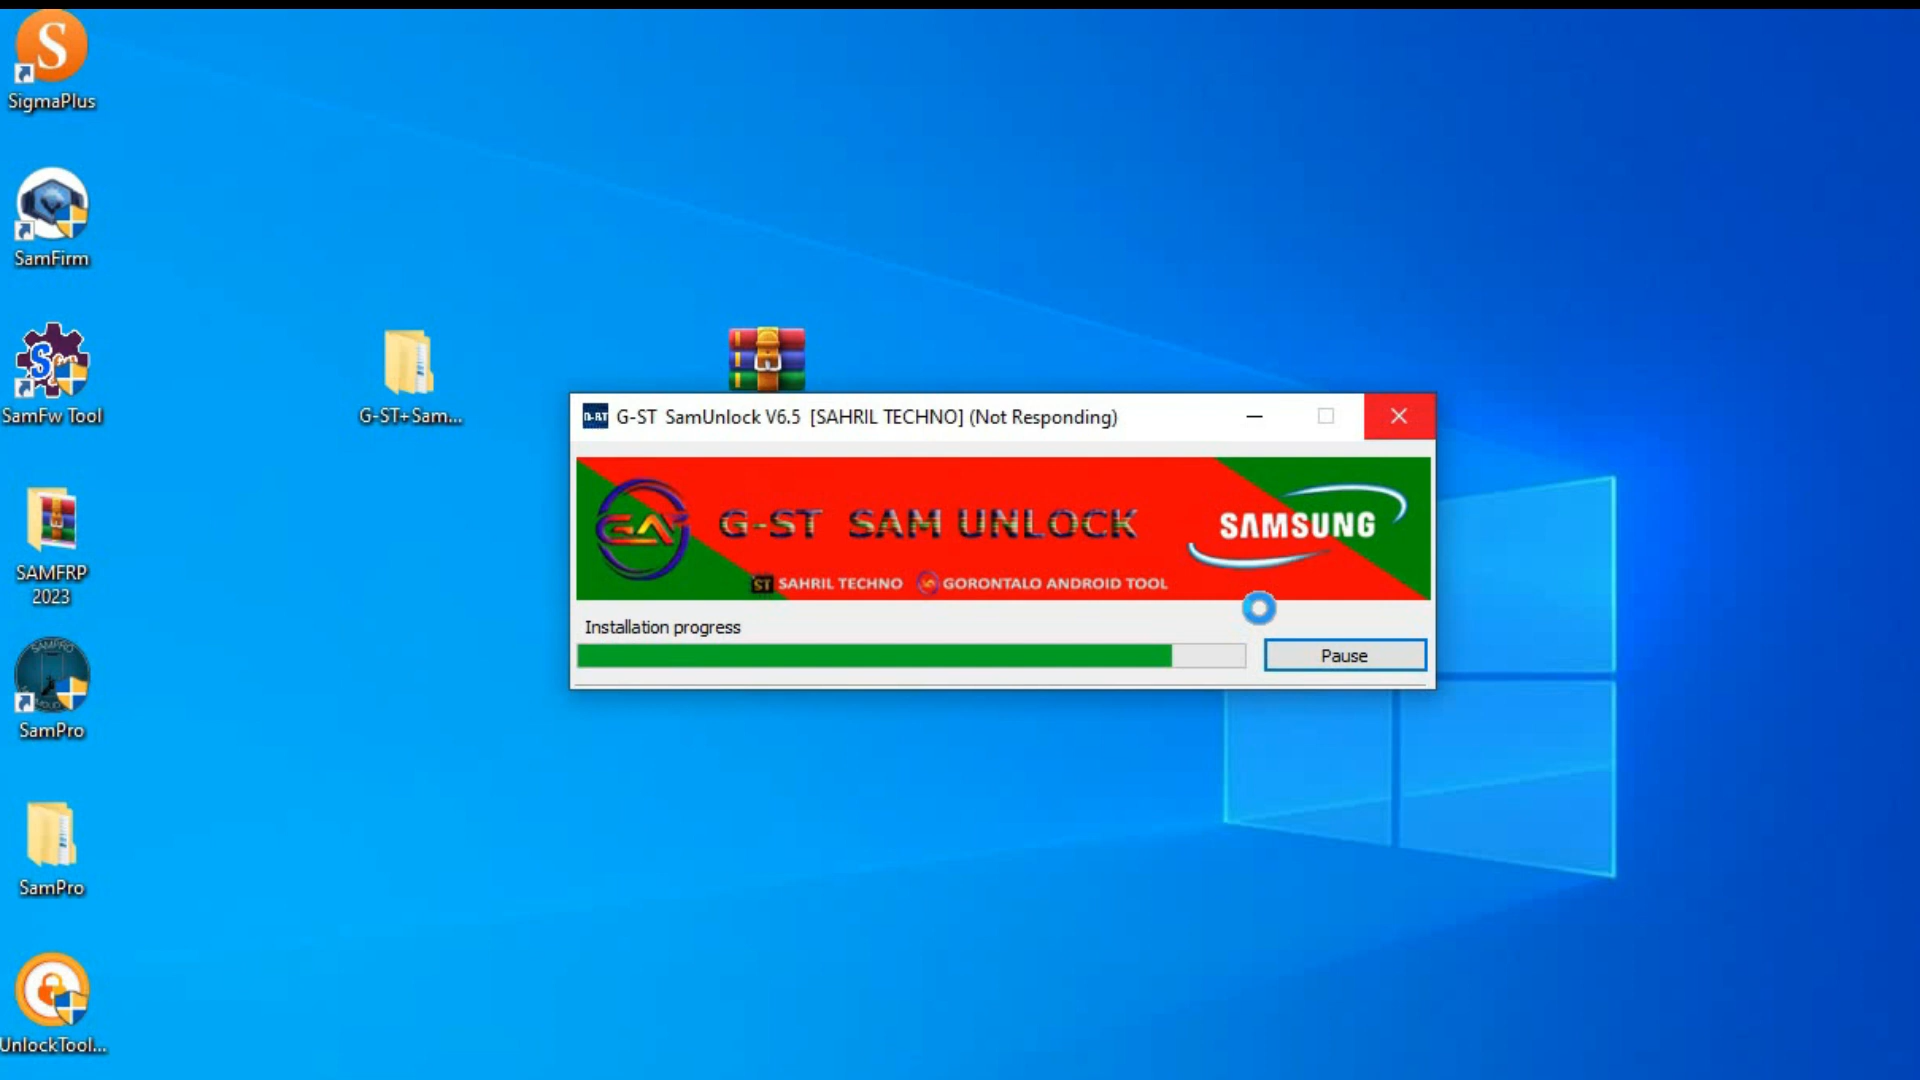 SigmaPlus
SamFirm
SamFw Tool
SAMFRP
2023
SamPro
SamPro
UnlockTool...
G-ST+Sam...
G-ST SamUnlock V6.5 [SAHRIL TECHNO] (Not Responding)
G-ST SAM UNLOCK
SAMSUNG
ST SAHRIL TECHNO GORONTALO ANDROID TOOL
Installation progress
Pause